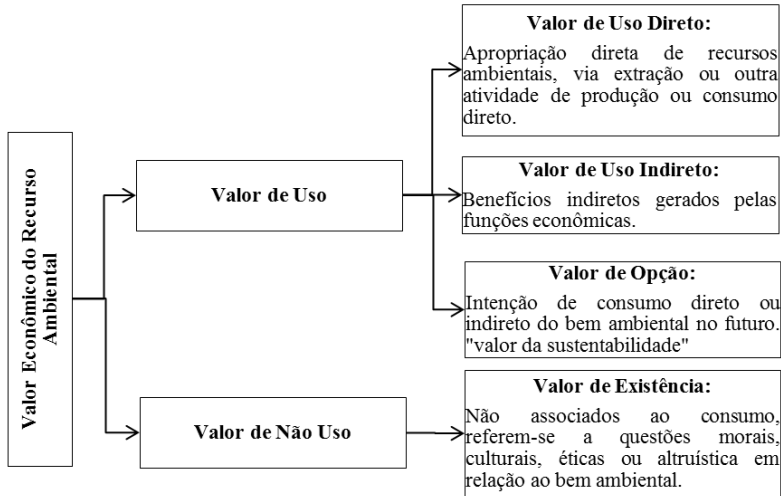 Valor Econômico do Recurso
Ambiental
Valor de Uso
Valor de Uso Direto:
Apropriação direta de recursos
ambientais, via extração ou outra
atividade de produção ou consumo
direto.
Valor de Uso Indireto:
Benefícios indiretos gerados pelas
funções econômicas.
Valor de Opção:
Intenção de consumo direto ou
indireto do bem ambiental no futuro.
"valor da sustentabilidade"
Valor de Não Uso
Valor de Existência:
Não associados ao consumo,
referem-se a questões morais,
culturais, éticas ou altruística em
relação ao bem ambiental.